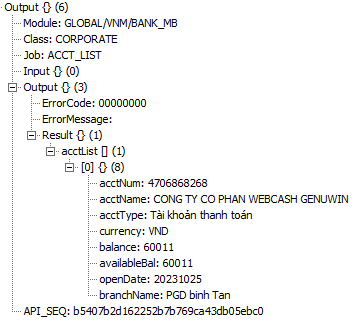 Output {} (6)
Module: GLOBAL/VNM/BANK_MB
Class: CORPORATE
Job: ACCT_LIST
Input {} (0)
Output {} (3)
ErrorCode: 00000000
ErrorMessage:
Result {} (1)
acctList [] (1)
[0] {} (8)
acctNum: 4706868268
acctName: CONG TY CO PHAN WEBCASH GENUWIN
acctType: Tài khoản thanh toán
currency: VND
balance: 60011
availableBal: 60011
openDate: 20231025
branchName: PGD binh Tan
API_SEQ: b5407b2d162252b7b769ca43db05ebc0